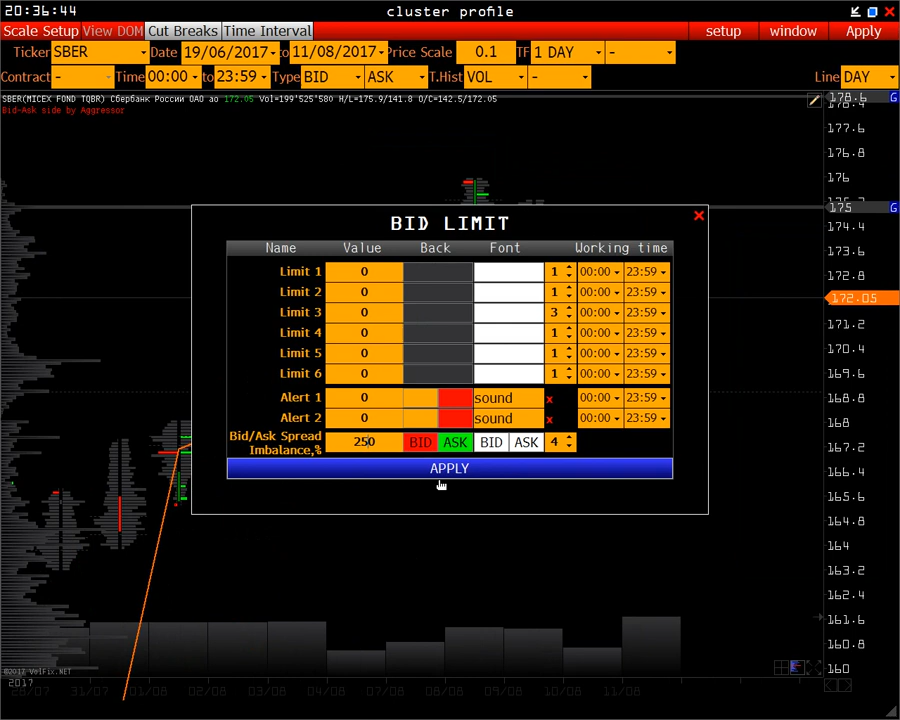 20:36:44 cluster profile
Scale Setup View DOM Cut Breaks Time Interval setup window Apply
Ticker SBER Date 19/06/2017 to 11/08/2017 Price Scale 0.1 TF 1 DAY -
Contract - Time 00:00 to 23:59 Type BID ASK T.Hist VOL - Line DAY
SBER(MICEX FOND TQBR) Сбербанк России ОАО ао 172.05 Vol=199'525'580 H/L=175.9/141.8 O/C=142.5/172.05
Bid-Ask side by Aggressor
178.6 G
178.4
177.6
176.8
176
175 G
174.4
173.6
172.8
172.05
171.2
170.4
169.6
168.8
168
167.2
166.4
165.6
164.8
164
163.2
162.4
161.6
160.8
160
BID LIMIT
Name Value Back Font Working time
Limit 1 0 1 00:00 23:59
Limit 2 0 1 00:00 23:59
Limit 3 0 3 00:00 23:59
Limit 4 0 1 00:00 23:59
Limit 5 0 1 00:00 23:59
Limit 6 0 1 00:00 23:59
Alert 1 0 sound x 00:00 23:59
Alert 2 0 sound x 00:00 23:59
Bid/Ask Spread
Imbalance,% 250 BID ASK BID ASK 4
APPLY
©2017 VolFix.NET
2017
28/07 31/07 01/08 02/08 03/08 04/08 07/08 08/08 09/08 10/08 11/08